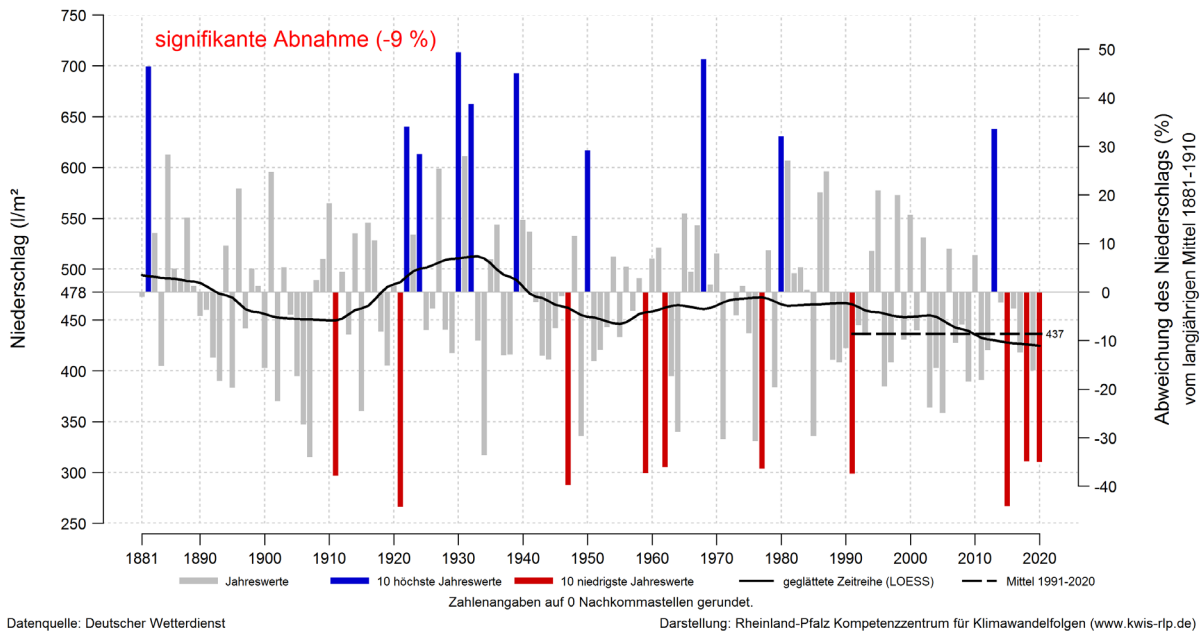 signifikante Abnahme (-9 %)
Niederschlag (l/m²)
750
700
650
600
550
500
478
450
400
350
300
250
50
40
30
20
10
0
-10
-20
-30
-40
Abweichung des Niederschlags (%)
vom langjährigen Mittel 1881-1910
437
1881 1890 1900 1910 1920 1930 1940 1950 1960 1970 1980 1990 2000 2010 2020
Jahreswerte 10 höchste Jahreswerte 10 niedrigste Jahreswerte geglättete Zeitreihe (LOESS) Mittel 1991-2020
Zahlenangaben auf 0 Nachkommastellen gerundet.
Datenquelle: Deutscher Wetterdienst Darstellung: Rheinland-Pfalz Kompetenzzentrum für Klimawandelfolgen (www.kwis-rlp.de)